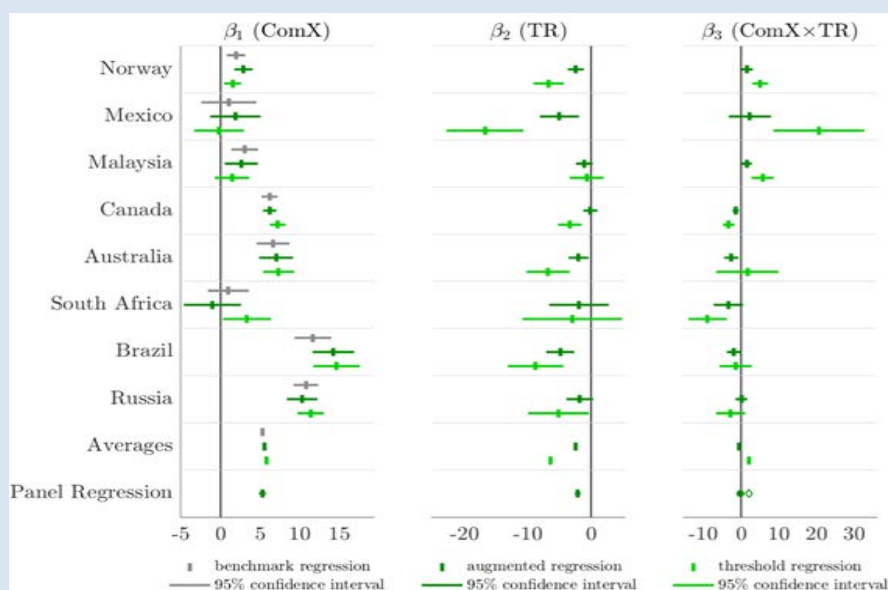 β₁ (ComX) β₂ (TR) β₃ (ComX×TR)
Norway
Mexico
Malaysia
Canada
Australia
South Africa
Brazil
Russia
Averages
Panel Regression
-5 0 5 10 15 -20 -10 0 -10 0 10 20 30
benchmark regression augmented regression threshold regression
95% confidence interval 95% confidence interval 95% confidence interval